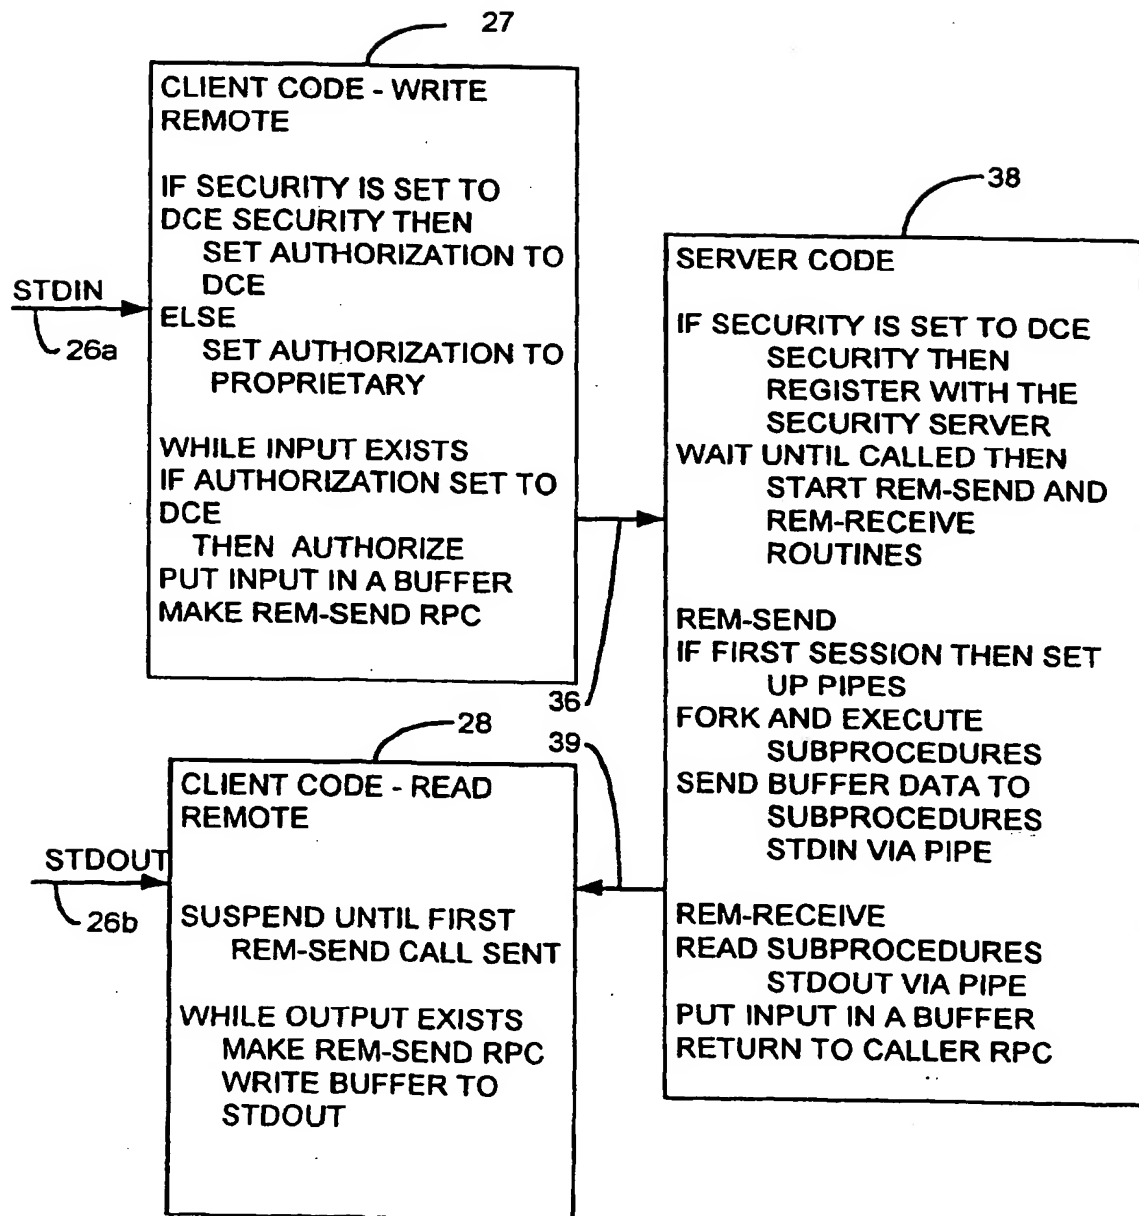 27
CLIENT CODE - WRITE
REMOTE
IF SECURITY IS SET TO
DCE SECURITY THEN
SET AUTHORIZATION TO
DCE
ELSE
SET AUTHORIZATION TO
PROPRIETARY
WHILE INPUT EXISTS
IF AUTHORIZATION SET TO
DCE
THEN AUTHORIZE
PUT INPUT IN A BUFFER
MAKE REM-SEND RPC
STDIN
26a
38
SERVER CODE
IF SECURITY IS SET TO DCE
SECURITY THEN
REGISTER WITH THE
SECURITY SERVER
WAIT UNTIL CALLED THEN
START REM-SEND AND
REM-RECEIVE
ROUTINES
REM-SEND
IF FIRST SESSION THEN SET
UP PIPES
FORK AND EXECUTE
SUBPROCEDURES
SEND BUFFER DATA TO
SUBPROCEDURES
STDIN VIA PIPE
REM-RECEIVE
READ SUBPROCEDURES
STDOUT VIA PIPE
PUT INPUT IN A BUFFER
RETURN TO CALLER RPC
36
39
28
CLIENT CODE - READ
REMOTE
SUSPEND UNTIL FIRST
REM-SEND CALL SENT
WHILE OUTPUT EXISTS
MAKE REM-SEND RPC
WRITE BUFFER TO
STDOUT
STDOUT
26b